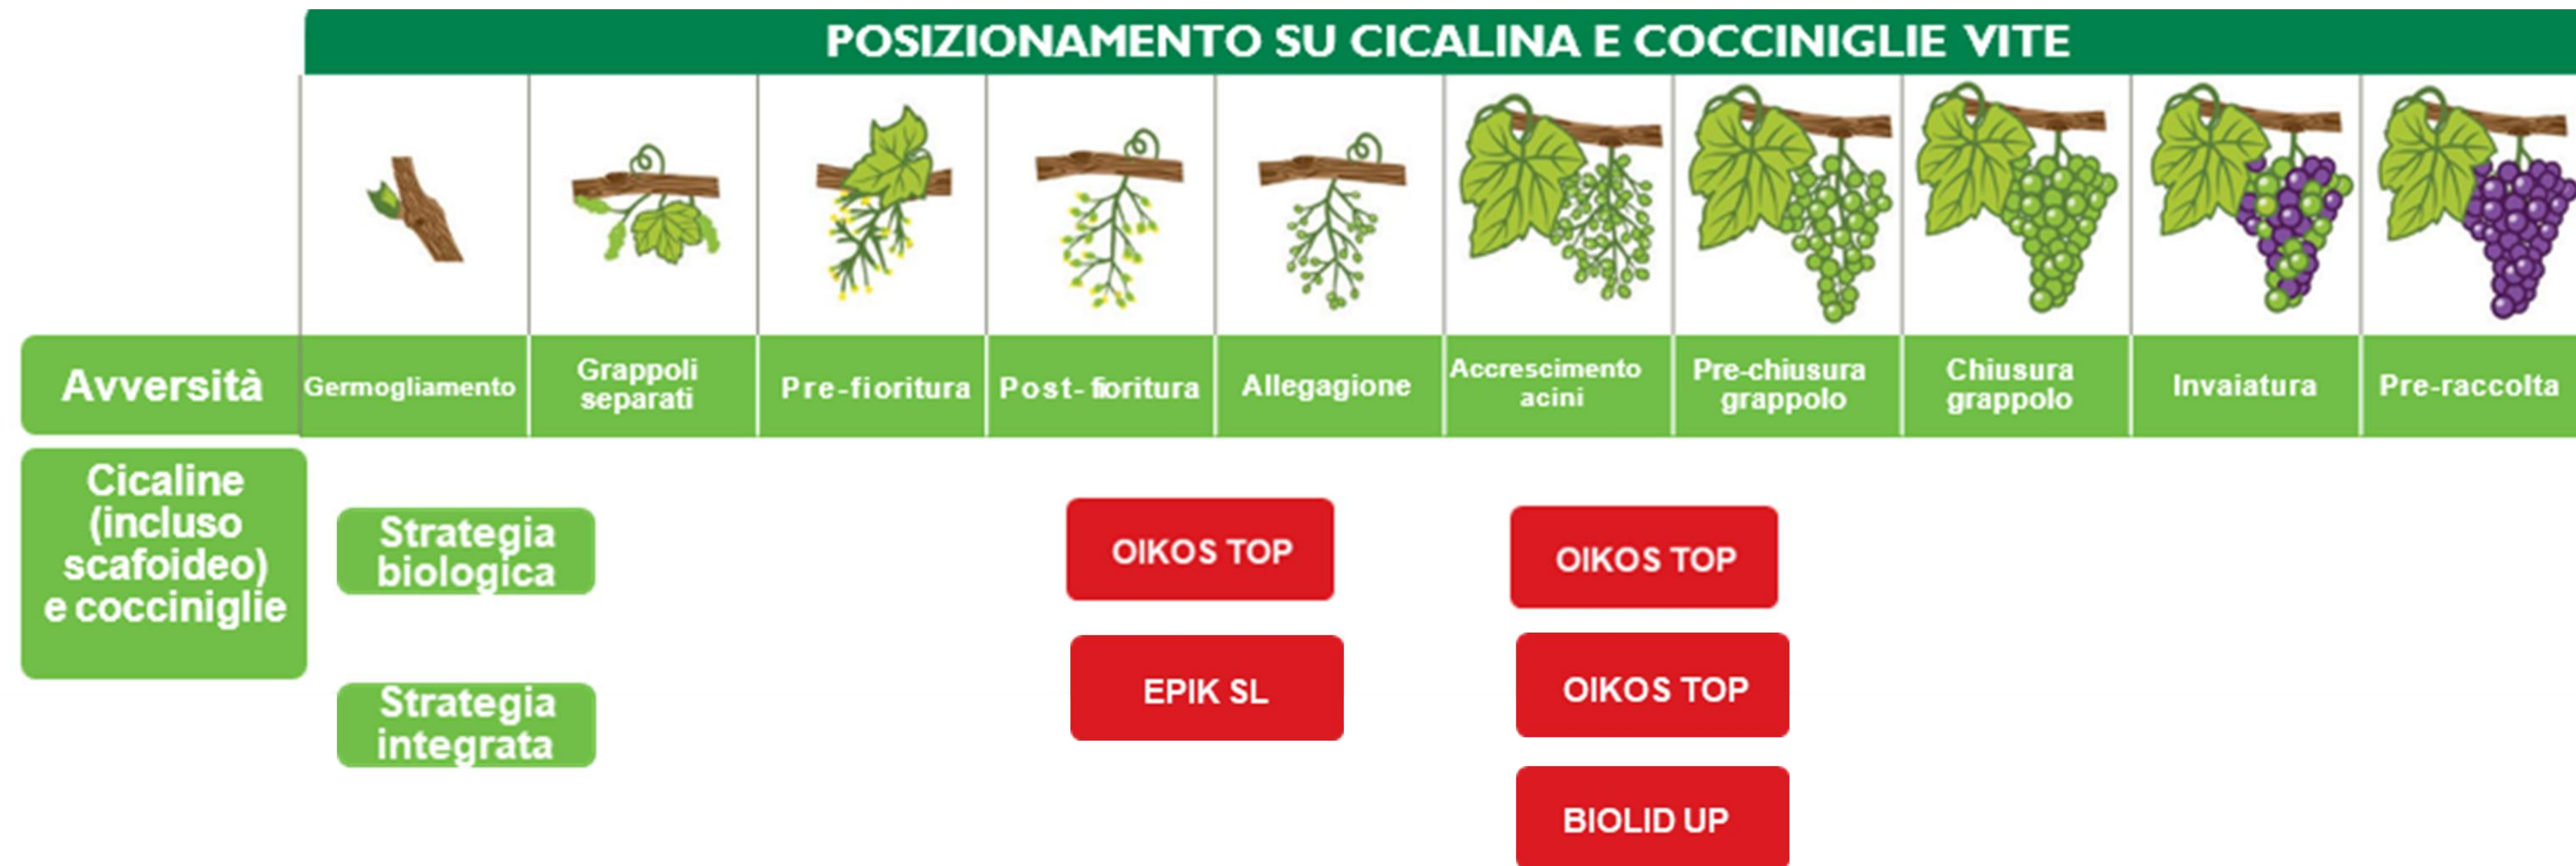 POSIZIONAMENTO SU CICALINA E COCCINIGLIE VITE
Avversità
Germogliamento
Grappoli
separati
Pre-fioritura
Post-fioritura
Allegagione
Accrescimento
acini
Pre-chiusura
grappolo
Chiusura
grappolo
Invaiatura
Pre-raccolta
Cicaline
(incluso
scafoideo)
e cocciniglie
Strategia
biologica
OIKOS TOP
OIKOS TOP
Strategia
integrata
EPIK SL
OIKOS TOP
BIOLID UP